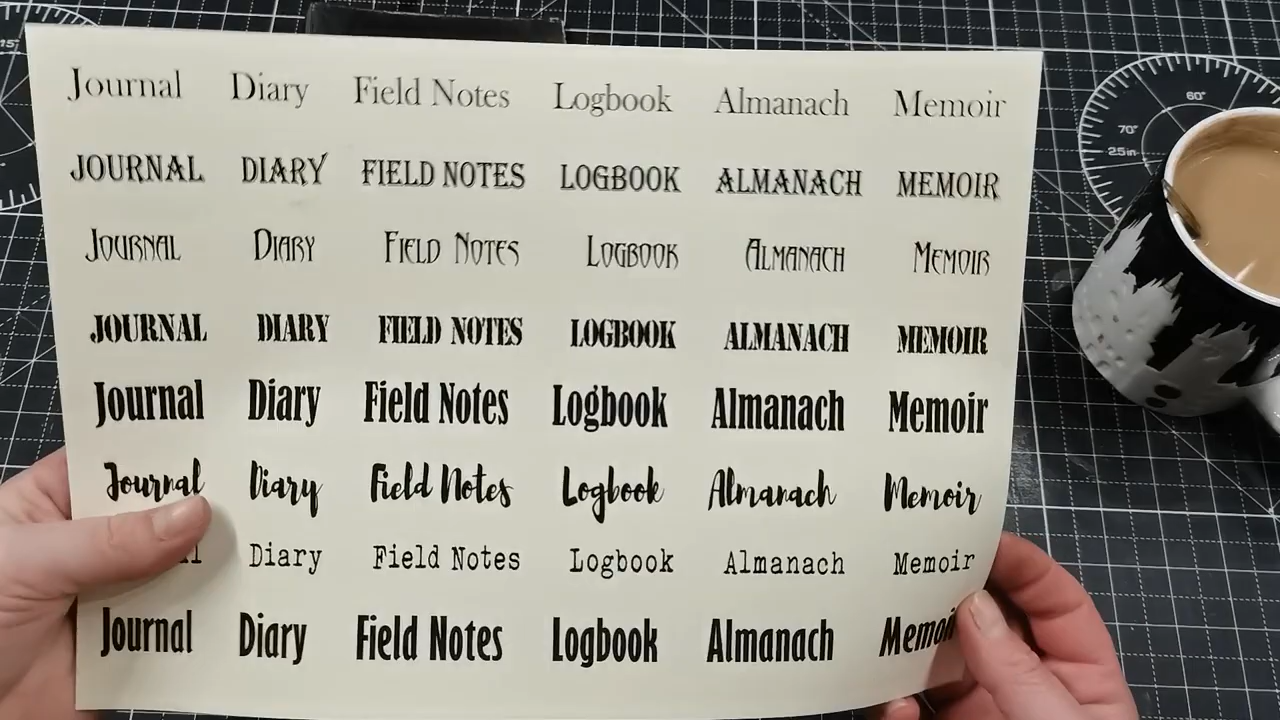 Journal Diary Field Notes Logbook Almanach Memoir
JOURNAL DIARY FIELD NOTES LOGBOOK ALMANACH MEMOIR
JOURNAL DIARY FIELD NOTES LOGBOOK ALMANACH MEMOIR
JOURNAL DIARY FIELD NOTES LOGBOOK ALMANACH MEMOIR
Journal Diary Field Notes Logbook Almanach Memoir
Journal Diary Field Notes Logbook Almanach Memoir
Diary Field Notes Logbook Almanach Memoir
Journal Diary Field Notes Logbook Almanach
60°
70°